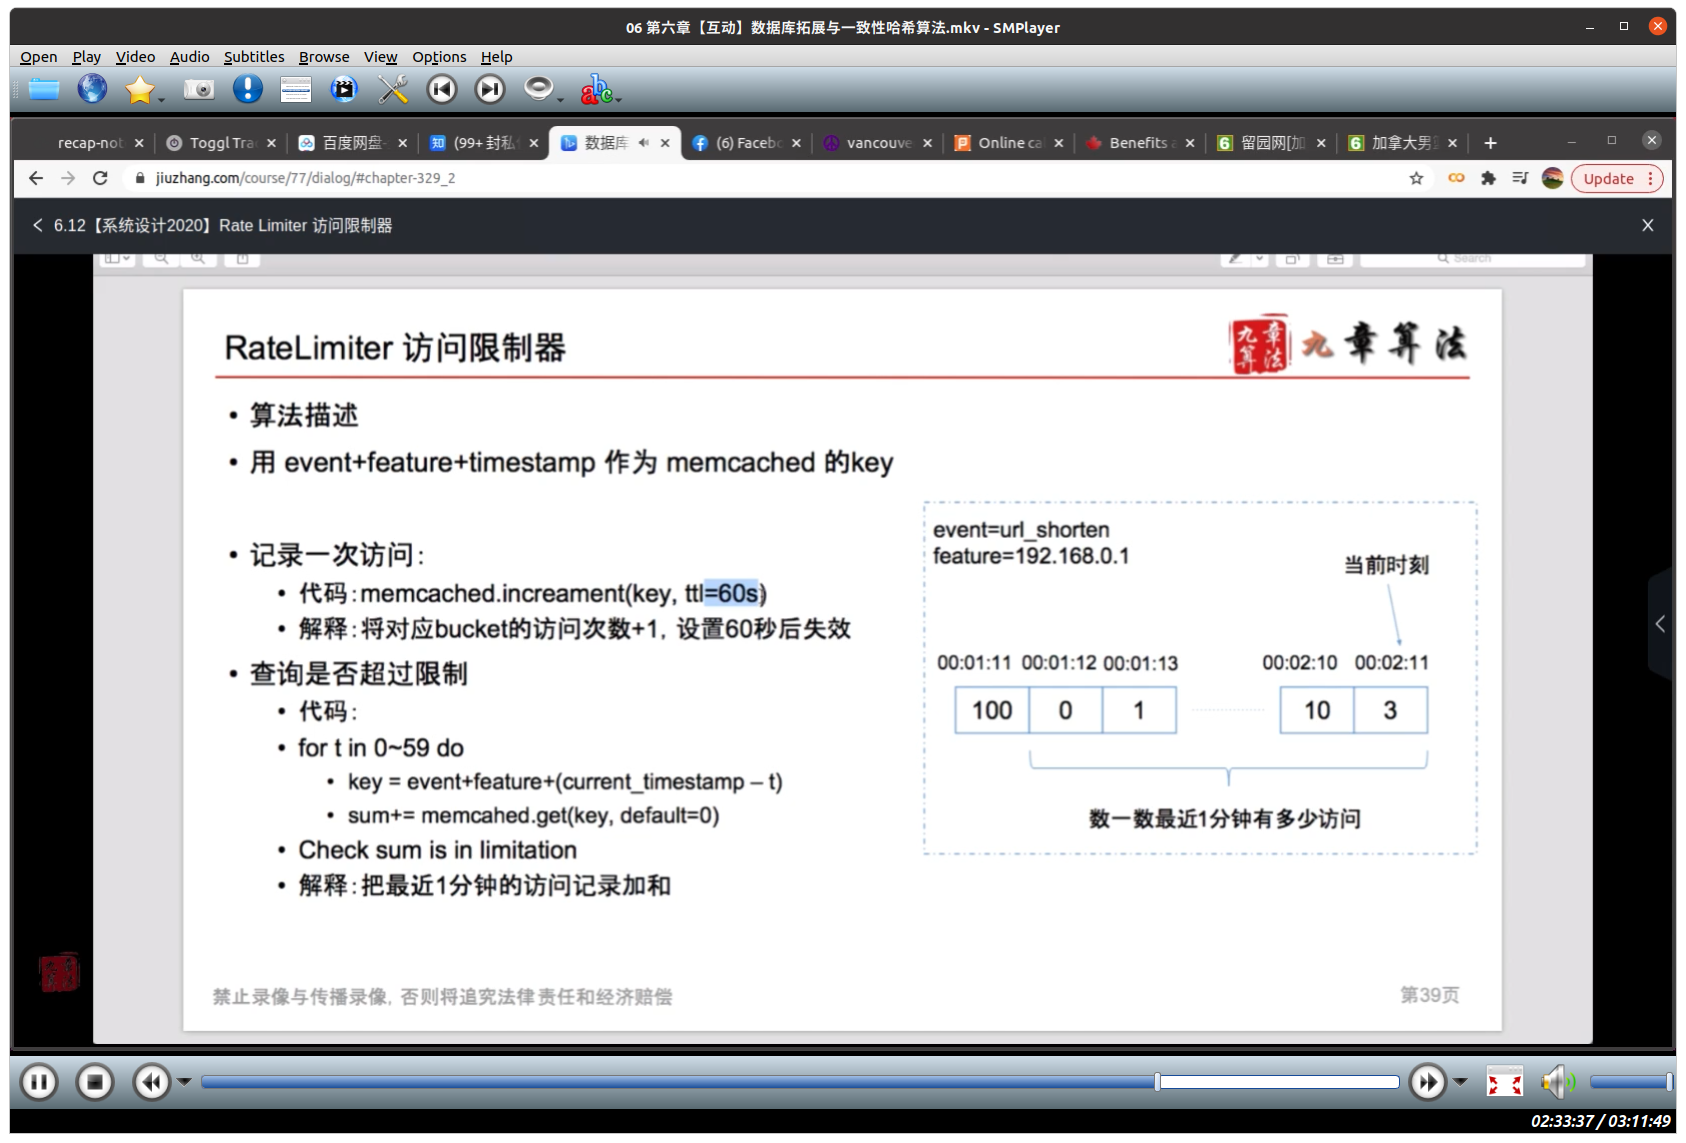 06 第六章【互动】数据库拓展与一致性哈希算法.mkv - SMPlayer
Open Play Video Audio Subtitles Browse View Options Help
recap-not
Toggl Tra
百度网盘-
(99+ 封私
数据库
(6) Facebo
vancouve
Online ca
Benefits a
留园网[加
加拿大男
jiuzhang.com/course/77/dialog/#chapter-329_2
Update
6.12【系统设计2020】Rate Limiter 访问限制器
Search
RateLimiter 访问限制器
九章算法
九章算法
• 算法描述
• 用 event+feature+timestamp 作为 memcached 的key
• 记录一次访问：
• 代码：memcached.increament(key, ttl=60s)
• 解释：将对应bucket的访问次数+1, 设置60秒后失效
• 查询是否超过限制
• 代码：
• for t in 0~59 do
• key = event+feature+(current_timestamp – t)
• sum+= memcahed.get(key, default=0)
• Check sum is in limitation
• 解释：把最近1分钟的访问记录加和
event=url_shorten
feature=192.168.0.1
当前时刻
00:01:11 00:01:12 00:01:13 00:02:10 00:02:11
100 0 1 10 3
数一数最近1分钟有多少访问
禁止录像与传播录像, 否则将追究法律责任和经济赔偿
第39页
02:33:37 / 03:11:49